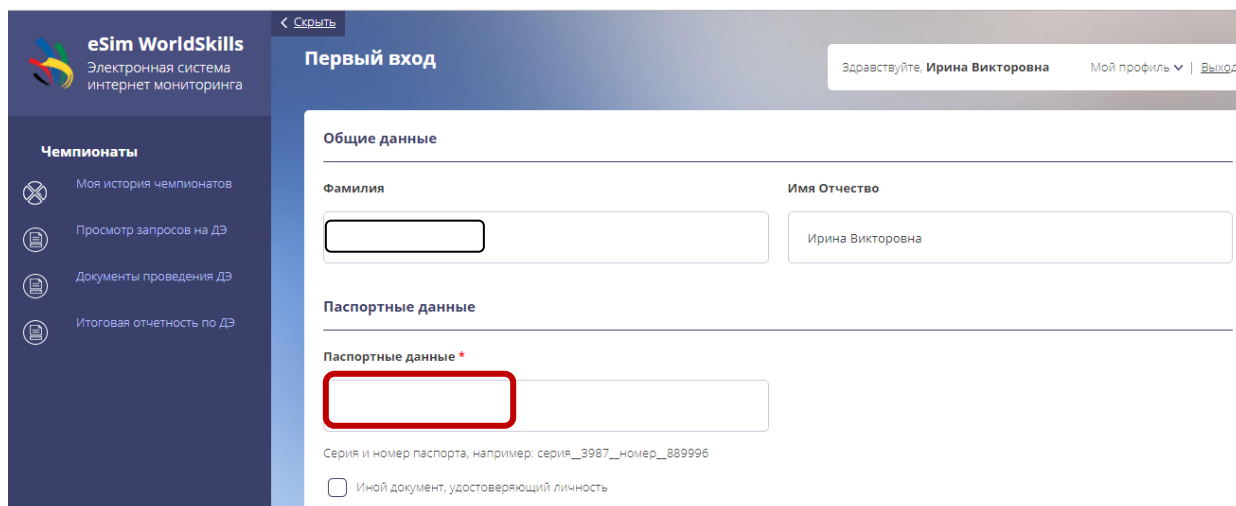 Скрыть
eSim WorldSkills
Электронная система
интернет мониторинга
Первый вход
Здравствуйте, Ирина Викторовна
Мой профиль | Выход
Чемпионаты
Моя история чемпионатов
Просмотр запросов на ДЭ
Документы проведения ДЭ
Итоговая отчетность по ДЭ
Общие данные
Фамилия
Имя Отчество
Ирина Викторовна
Паспортные данные
Паспортные данные *
Серия и номер паспорта, например: серия__3987__номер__889996
Иной документ, удостоверяющий личность